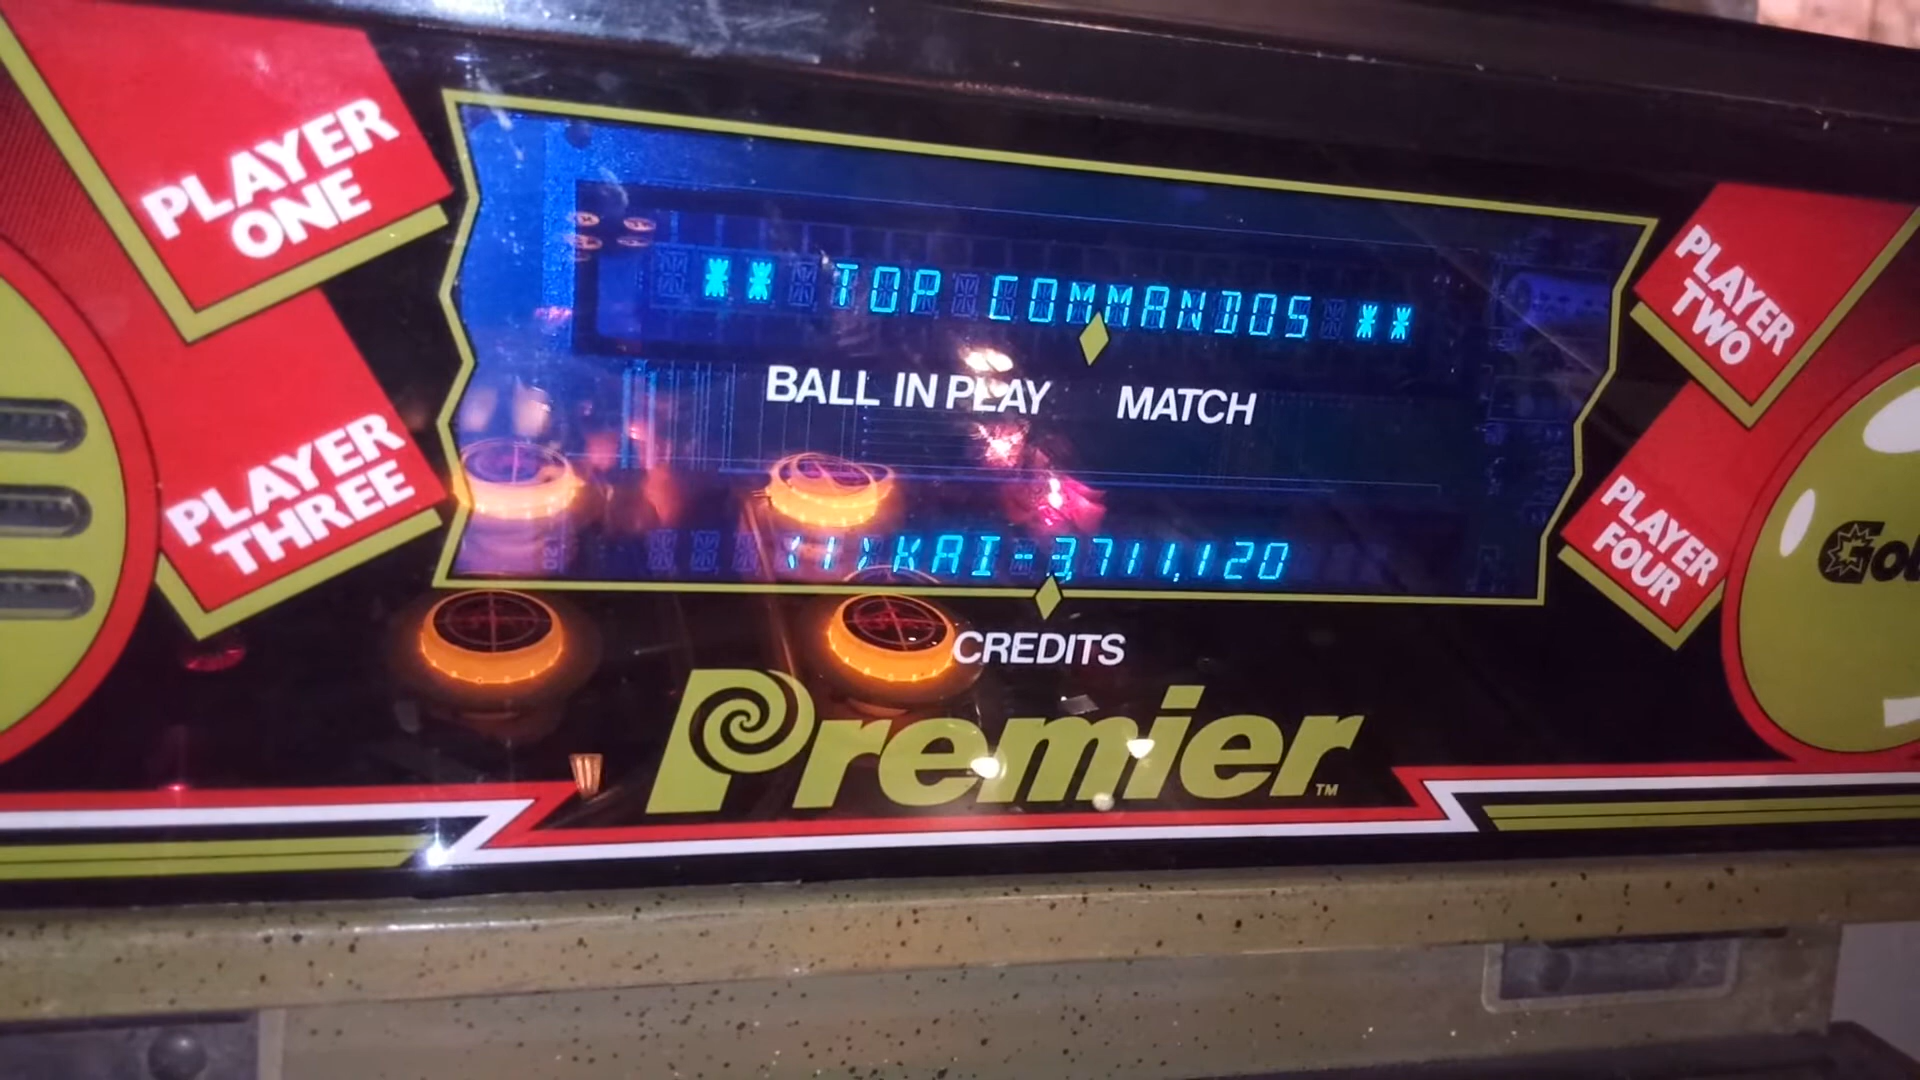 PLAYER
ONE
** TOP COMMANDOS **
PLAYER
TWO
BALL IN PLAY MATCH
PLAYER
THREE
<1>KAI-3,711,120
PLAYER
FOUR
CREDITS
Premier™